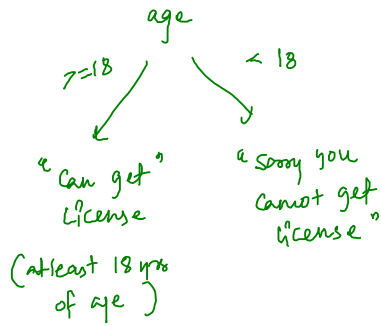 age
>=18
< 18
"Can get"
License
(atleast 18 yrs
of age)
"Sorry you
cannot get
license"